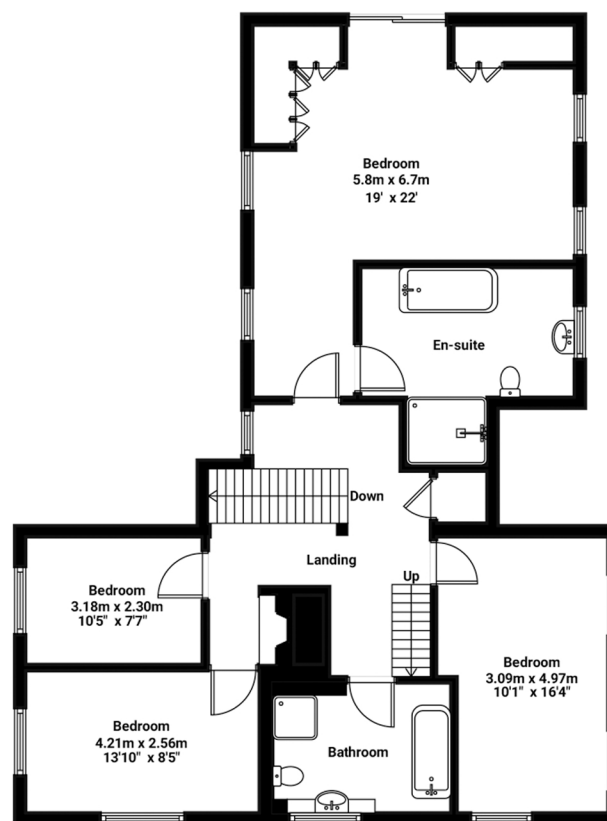 Bedroom
5.8m x 6.7m
19' x 22'
En-suite
Down
Landing
Up
Bedroom
3.18m x 2.30m
10'5" x 7'7"
Bedroom
3.09m x 4.97m
10'1" x 16'4"
Bedroom
4.21m x 2.56m
13'10" x 8'5"
Bathroom